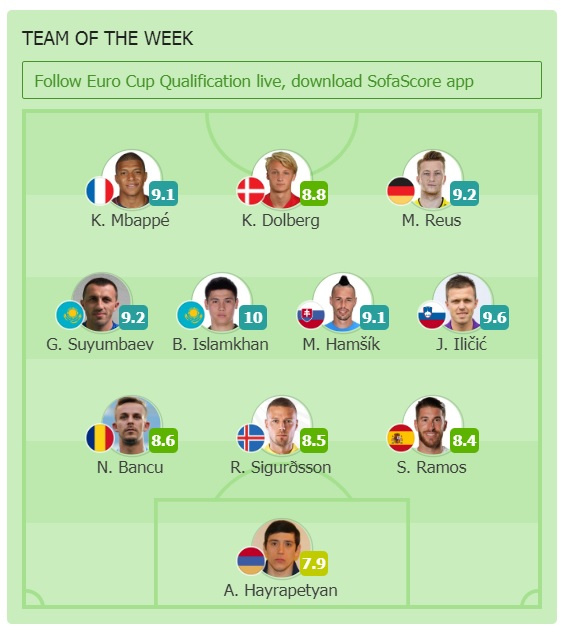 TEAM OF THE WEEK
Follow Euro Cup Qualification live, download SofaScore app
9.1 8.8 9.2
K. Mbappé K. Dolberg M. Reus
9.2 10 9.1 9.6
G. Suyumbaev B. Islamkhan M. Hamšík J. Iličić
8.6 8.5 8.4
N. Bancu R. Sigurðsson S. Ramos
7.9
A. Hayrapetyan